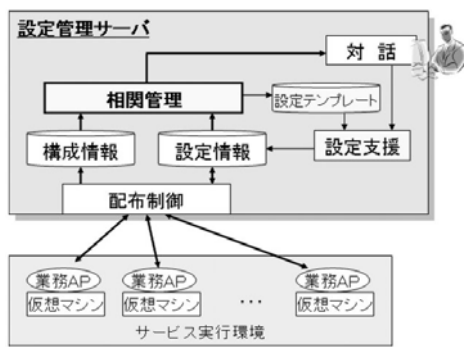 設定管理サーバ
対 話
相関管理
設定テンプレート
構成情報
設定情報
設定支援
配布制御
業務AP
業務AP
業務AP
仮想マシン
仮想マシン
…
仮想マシン
サービス実行環境